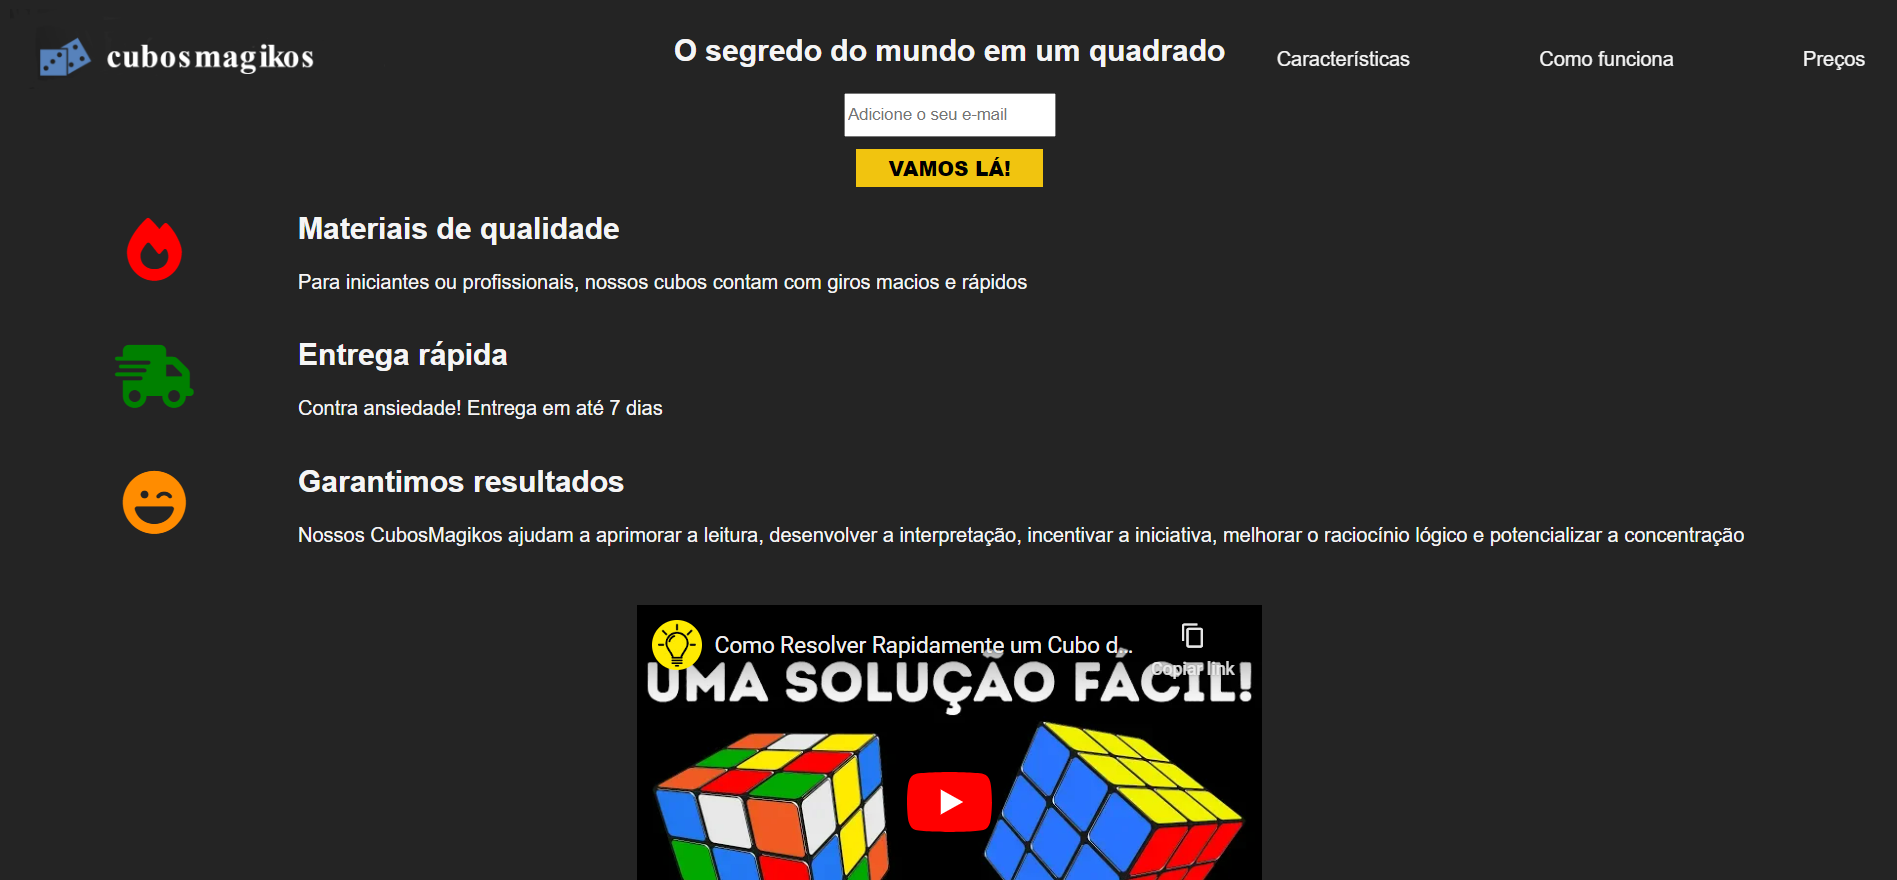 cubosmagikos
O segredo do mundo em um quadrado
Características
Como funciona
Preços
Adicione o seu e-mail
VAMOS LÁ!
Materiais de qualidade
Para iniciantes ou profissionais, nossos cubos contam com giros macios e rápidos
Entrega rápida
Contra ansiedade! Entrega em até 7 dias
Garantimos resultados
Nossos CubosMagikos ajudam a aprimorar a leitura, desenvolver a interpretação, incentivar a iniciativa, melhorar o raciocínio lógico e potencializar a concentração
Como Resolver Rapidamente um Cubo d...
Copiar link
UMA SOLUÇÃO FÁCIL!